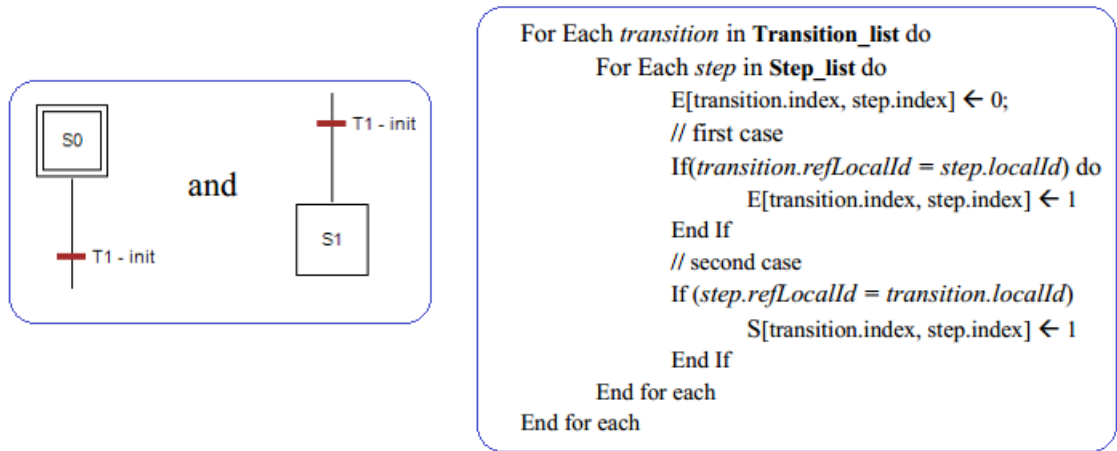 S0
T1 - init
and
T1 - init
S1
For Each transition in Transition_list do
For Each step in Step_list do
E[transition.index, step.index] ← 0;
// first case
If(transition.refLocalId = step.localId) do
E[transition.index, step.index] ← 1
End If
// second case
If (step.refLocalId = transition.localId)
S[transition.index, step.index] ← 1
End If
End for each
End for each